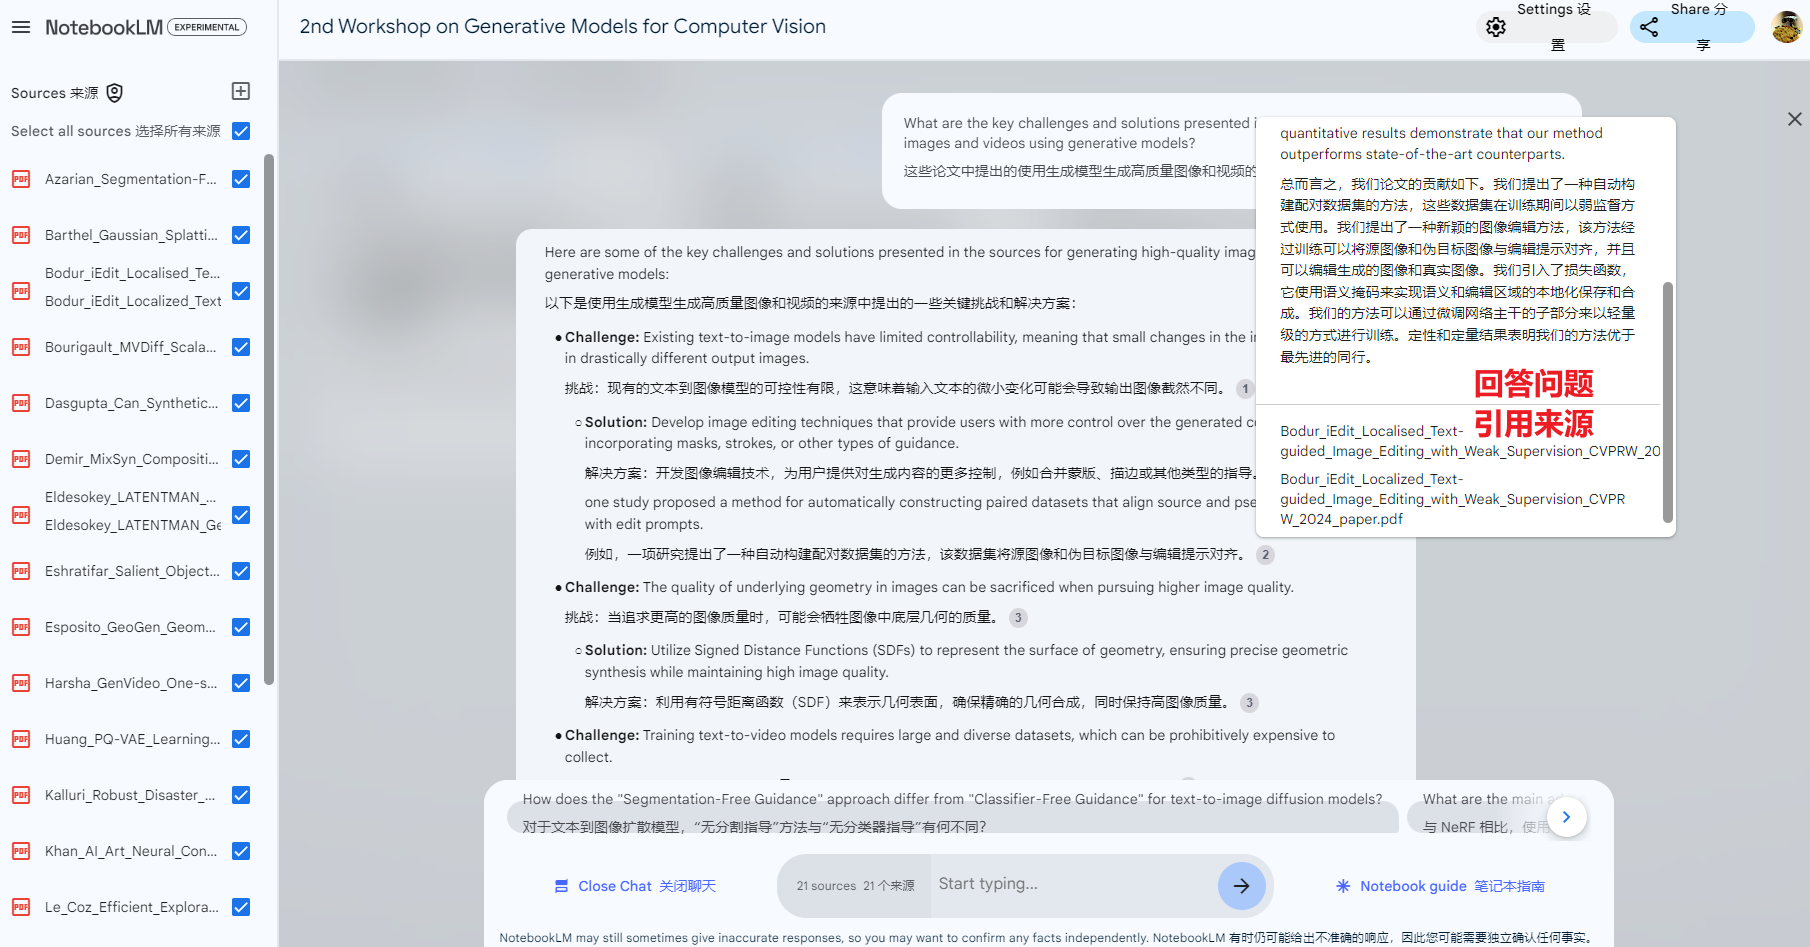 NotebookLM EXPERIMENTAL
2nd Workshop on Generative Models for Computer Vision
Settings 设
置
Share 分
享
Sources 来源
Select all sources 选择所有来源
PDF Azarian_Segmentation-F...
PDF Barthel_Gaussian_Splatti...
Bodur_iEdit_Localised_Te...
PDF Bodur_iEdit_Localized_Text
PDF Bourigault_MVDiff_Scala...
PDF Dasgupta_Can_Synthetic...
PDF Demir_MixSyn_Compositi...
Eldesokey_LATENTMAN_...
PDF Eldesokey_LATENTMAN_Ge
PDF Eshratifar_Salient_Object...
PDF Esposito_GeoGen_Geom...
PDF Harsha_GenVideo_One-s...
PDF Huang_PQ-VAE_Learning...
PDF Kalluri_Robust_Disaster_...
PDF Khan_AI_Art_Neural_Con...
PDF Le_Coz_Efficient_Explora...
What are the key challenges and solutions presented i
images and videos using generative models?
这些论文中提出的使用生成模型生成高质量图像和视频的
Here are some of the key challenges and solutions presented in the sources for generating high-quality imag
generative models:
以下是使用生成模型生成高质量图像和视频的来源中提出的一些关键挑战和解决方案：
● Challenge: Existing text-to-image models have limited controllability, meaning that small changes in the in
in drastically different output images.
挑战：现有的文本到图像模型的可控性有限，这意味着输入文本的微小变化可能会导致输出图像截然不同。 1
○ Solution: Develop image editing techniques that provide users with more control over the generated c
incorporating masks, strokes, or other types of guidance.
解决方案：开发图像编辑技术，为用户提供对生成内容的更多控制，例如合并蒙版、描边或其他类型的指导。
one study proposed a method for automatically constructing paired datasets that align source and pse
with edit prompts.
例如，一项研究提出了一种自动构建配对数据集的方法，该数据集将源图像和伪目标图像与编辑提示对齐。 2
● Challenge: The quality of underlying geometry in images can be sacrificed when pursuing higher image quality.
挑战：当追求更高的图像质量时，可能会牺牲图像中底层几何的质量。 3
○ Solution: Utilize Signed Distance Functions (SDFs) to represent the surface of geometry, ensuring precise geometric
synthesis while maintaining high image quality.
解决方案：利用有符号距离函数（SDF）来表示几何表面，确保精确的几何合成，同时保持高图像质量。 3
● Challenge: Training text-to-video models requires large and diverse datasets, which can be prohibitively expensive to
collect.
quantitative results demonstrate that our method
outperforms state-of-the-art counterparts.
总而言之，我们论文的贡献如下。我们提出了一种自动构
建配对数据集的方法，这些数据集在训练期间以弱监督方
式使用。我们提出了一种新颖的图像编辑方法，该方法经
过训练可以将源图像和伪目标图像与编辑提示对齐，并且
可以编辑生成的图像和真实图像。我们引入了损失函数，
它使用语义掩码来实现语义和编辑区域的本地化保存和合
成。我们的方法可以通过微调网络主干的子部分来以轻量
级的方式进行训练。定性和定量结果表明我们的方法优于
最先进的同行。
回答问题
引用来源
Bodur_iEdit_Localised_Text-
guided_Image_Editing_with_Weak_Supervision_CVPRW_20
Bodur_iEdit_Localized_Text-
guided_Image_Editing_with_Weak_Supervision_CVPR
W_2024_paper.pdf
How does the "Segmentation-Free Guidance" approach differ from "Classifier-Free Guidance" for text-to-image diffusion models?
对于文本到图像扩散模型，“无分割指导”方法与“无分类器指导”有何不同？
What are the main
与 NeRF 相比，使用
Close Chat 关闭聊天
21 sources 21 个来源
Start typing...
Notebook guide 笔记本指南
NotebookLM may still sometimes give inaccurate responses, so you may want to confirm any facts independently. NotebookLM 有时仍可能给出不准确的响应，因此您可能需要独立确认任何事实。